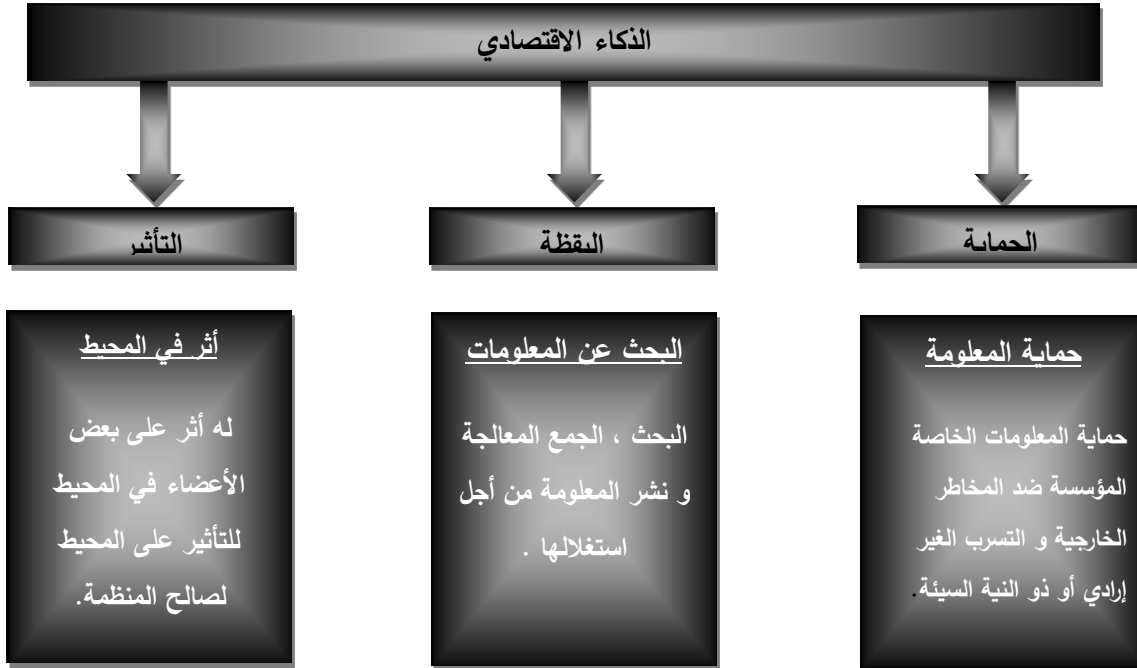 الذكاء الاقتصادي
الحماية
اليقظة
التأثير
حماية المعلومة
حماية المعلومات الخاصة
المؤسسة ضد المخاطر
الخارجية و التسرب الغير
إرادي أو ذو النية السيئة.
البحث عن المعلومات
البحث ، الجمع المعالجة
و نشر المعلومة من أجل
استغلالها .
أثر في المحيط
له أثر على بعض
الأعضاء في المحيط
للتأثير على المحيط
لصالح المنظمة.